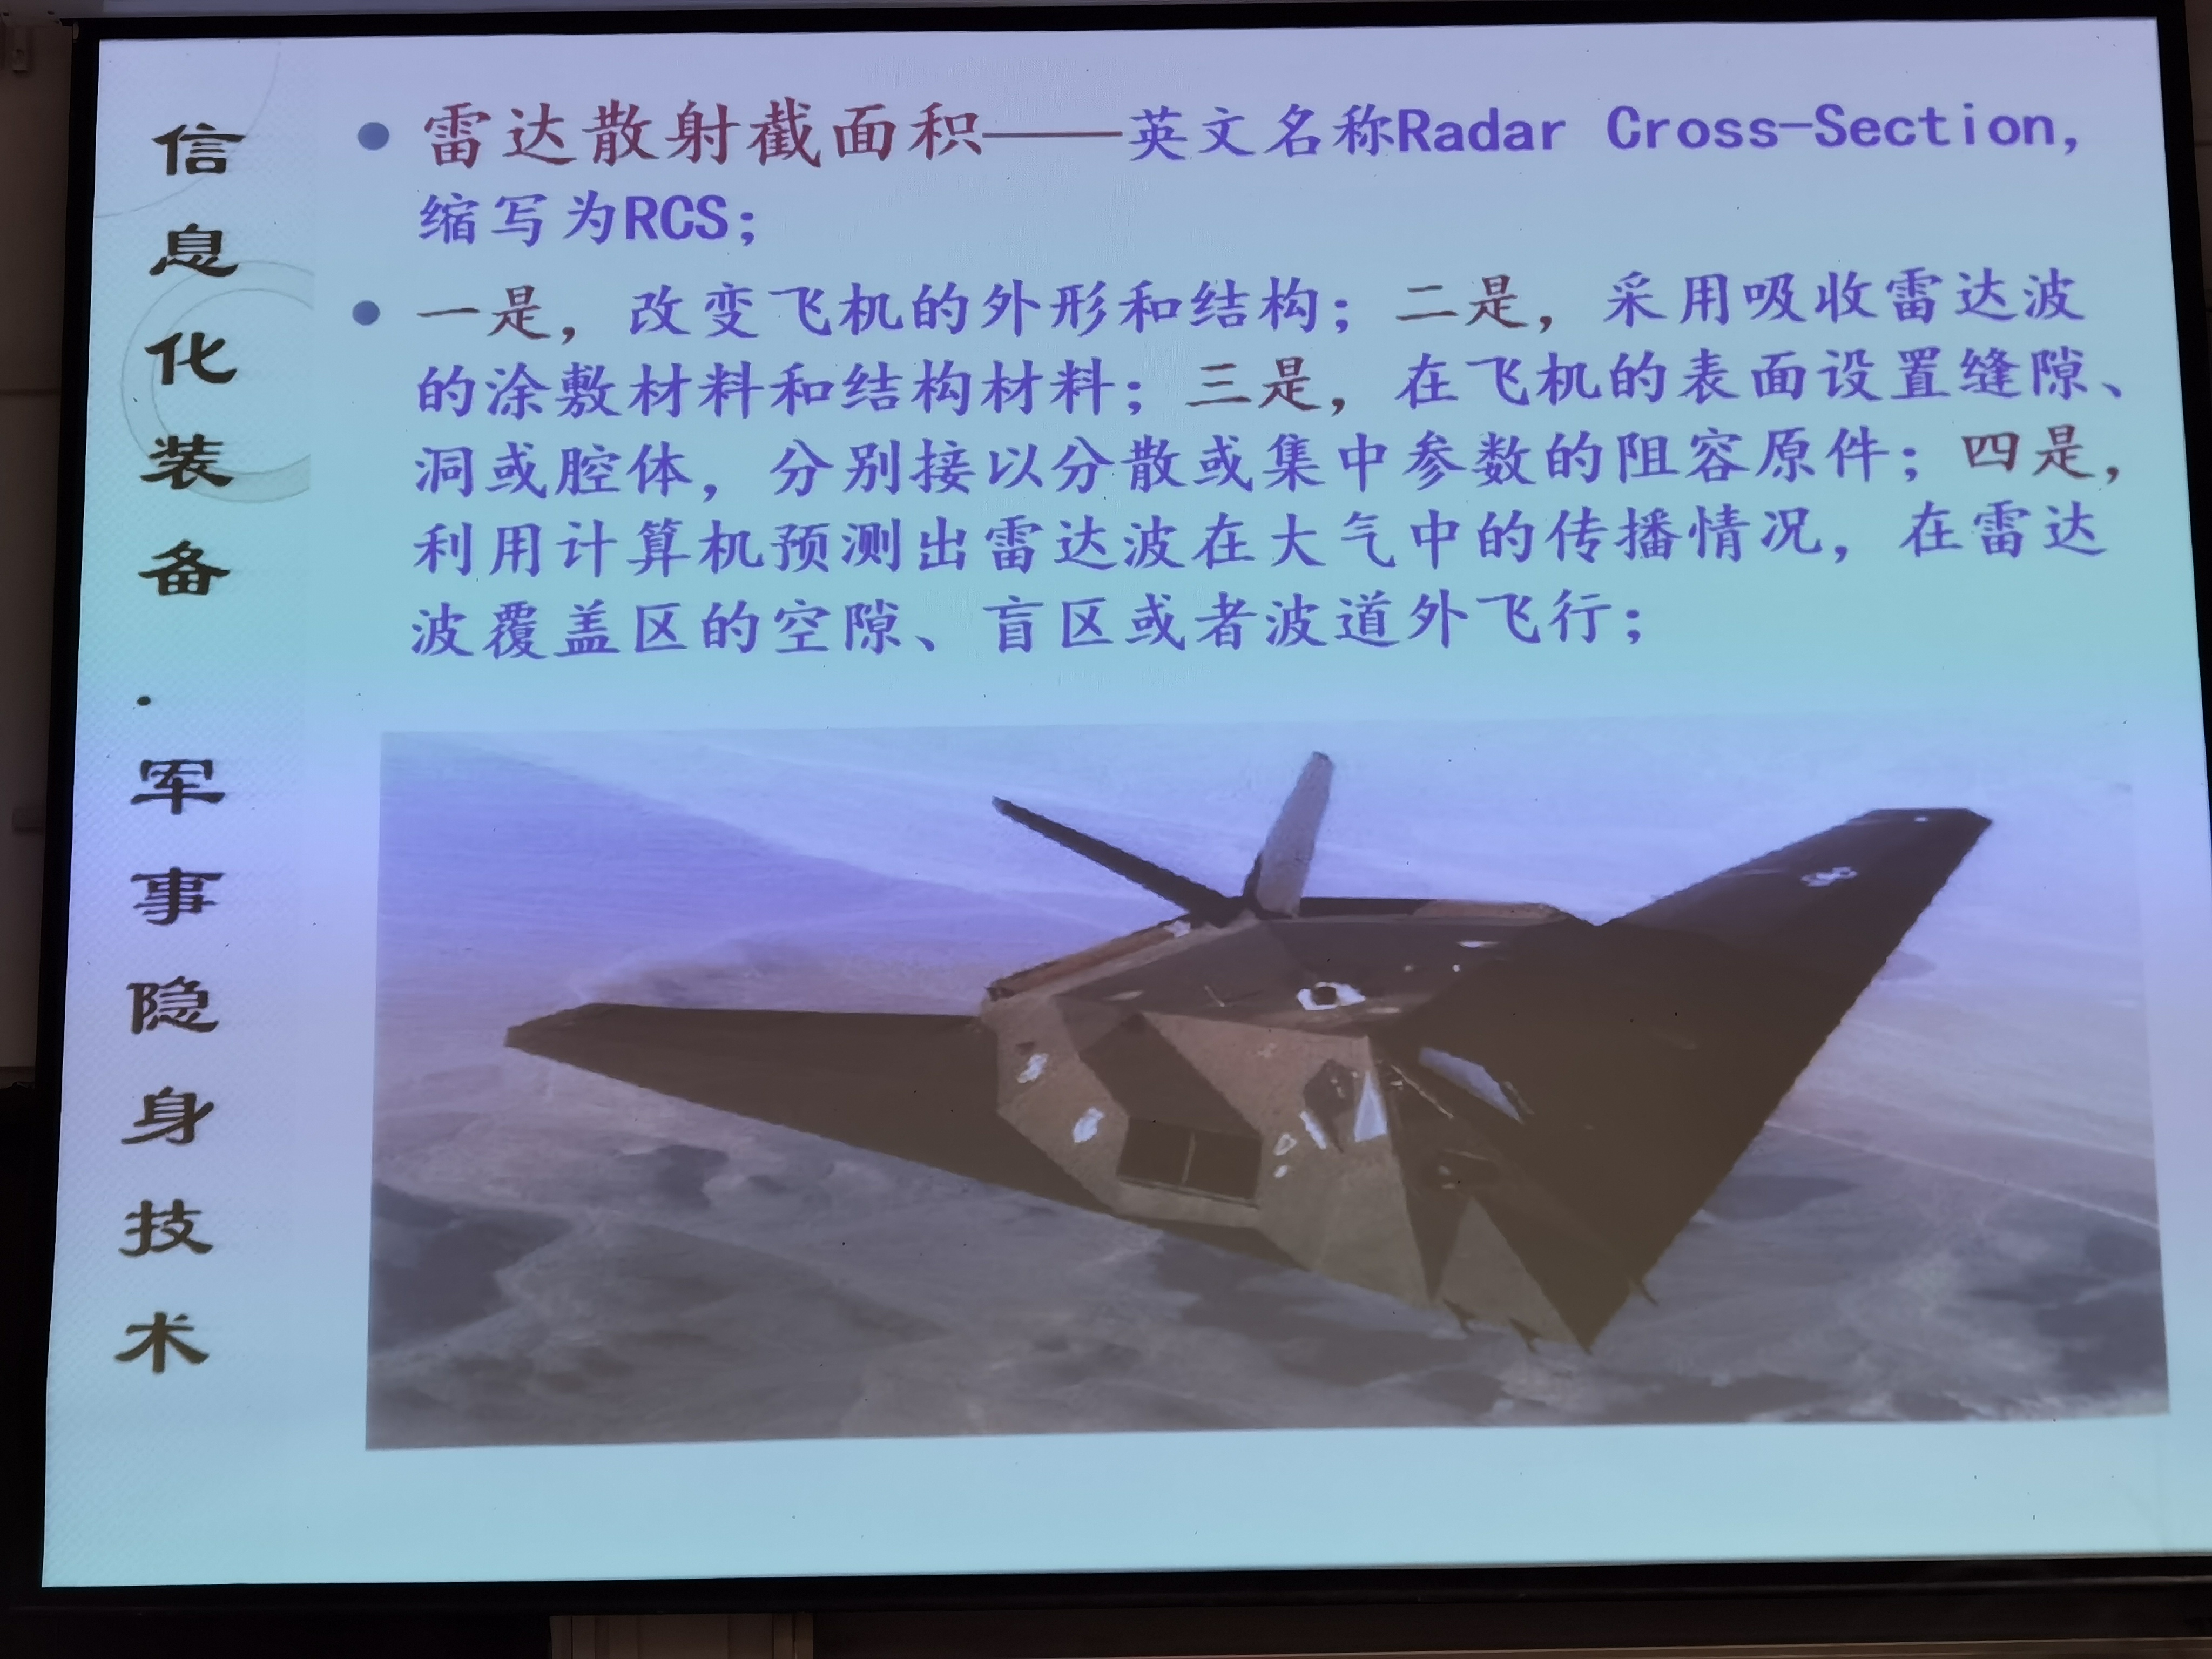 信息化装备·军事隐身技术
雷达散射截面积——英文名称Radar Cross-Section,
缩写为RCS；
一是，改变飞机的外形和结构；二是，采用吸收雷达波
的涂敷材料和结构材料；三是，在飞机的表面设置缝隙、
洞或腔体，分别接以分散或集中参数的阻容原件；四是，
利用计算机预测出雷达波在大气中的传播情况，在雷达
波覆盖区的空隙、盲区或者波道外飞行；